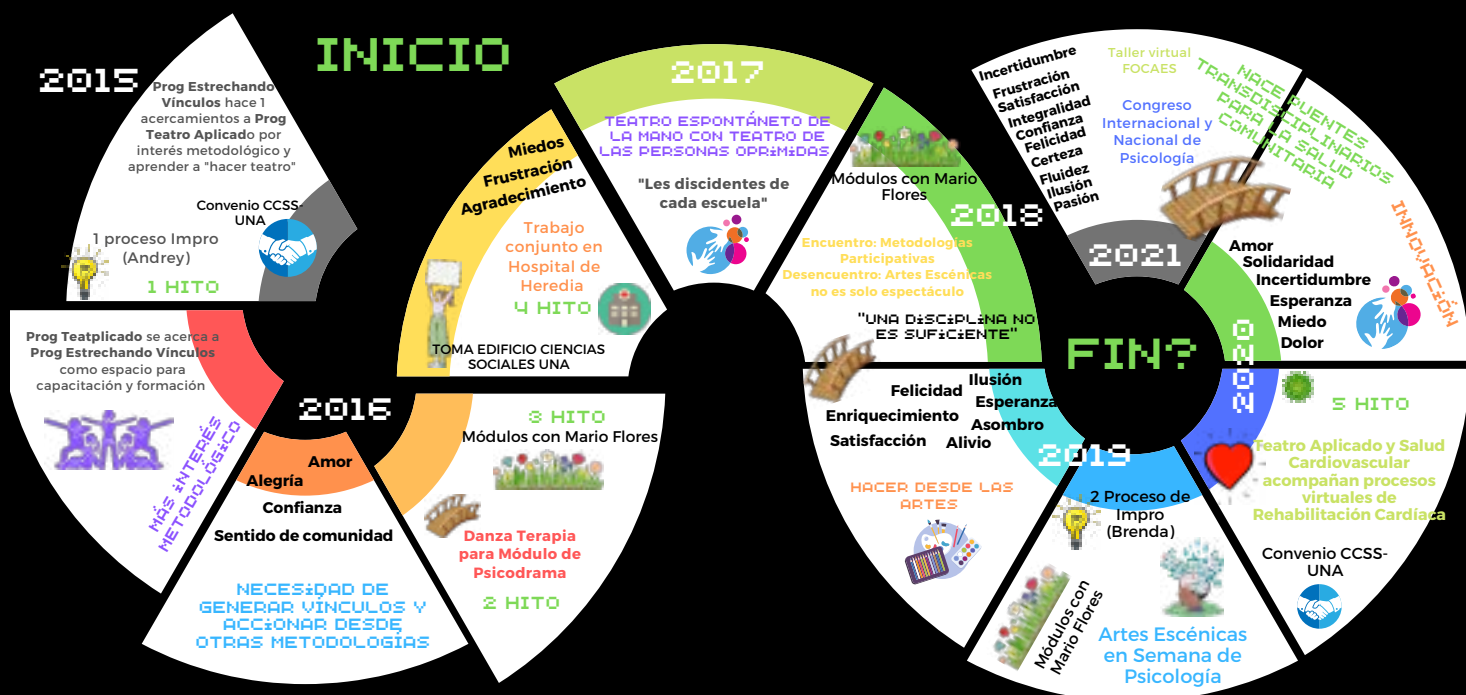 INICIO
2015
Prog Estrechando
Vínculos hace 1
acercamientos a Prog
Teatro Aplicado por
interés metodológico y
aprender a "hacer teatro"
Convenio CCSS-
UNA
1 proceso Impro
(Andrey)
1 HITO
Prog Teatplicado se acerca a
Prog Estrechando Vínculos
como espacio para
capacitación y formación
MÁS INTERÉS
METODOLÓGICO
2016
Amor
Alegría
Confianza
Sentido de comunidad
NECESIDAD DE
GENERAR VÍNCULOS Y
ACCIONAR DESDE
OTRAS METODOLOGÍAS
3 HITO
Módulos con Mario Flores
Danza Terapia
para Módulo de
Psicodrama
2 HITO
Miedos
Frustración
Agradecimiento
Trabajo
conjunto en
Hospital de
Heredia
4 HITO
TOMA EDIFICIO CIENCIAS
SOCIALES UNA
2017
TEATRO ESPONTÁNETO DE
LA MANO CON TEATRO DE
LAS PERSONAS OPRIMIDAS
"Les discidentes de
cada escuela"
Módulos con Mario
Flores
2018
Encuentro: Metodologías
Participativas
Desencuentro: Artes Escénicas
no es solo espectáculo
"UNA DISCIPLINA NO
ES SUFICIENTE"
Felicidad
Ilusión
Esperanza
Enriquecimiento
Asombro
Satisfacción
Alivio
HACER DESDE LAS
ARTES
2019
2 Proceso de
Impro
(Brenda)
Módulos con
Mario Flores
Artes Escénicas
en Semana de
Psicología
2020
5 HITO
Teatro Aplicado y Salud
Cardiovascular
acompañan procesos
virtuales de
Rehabilitación Cardíaca
Convenio CCSS-
UNA
Amor
Solidaridad
Incertidumbre
Esperanza
Miedo
Dolor
INNOVACIÓN
HACE PUENTES
TRANSDISCIPLINARIOS
PARA LA SALUD
COMUNITARIA
2021
Taller virtual
FOCAES
Congreso
Internacional y
Nacional de
Psicología
Incertidumbre
Frustración
Satisfacción
Integralidad
Confianza
Felicidad
Certeza
Fluidez
Ilusión
Pasión
FIN?